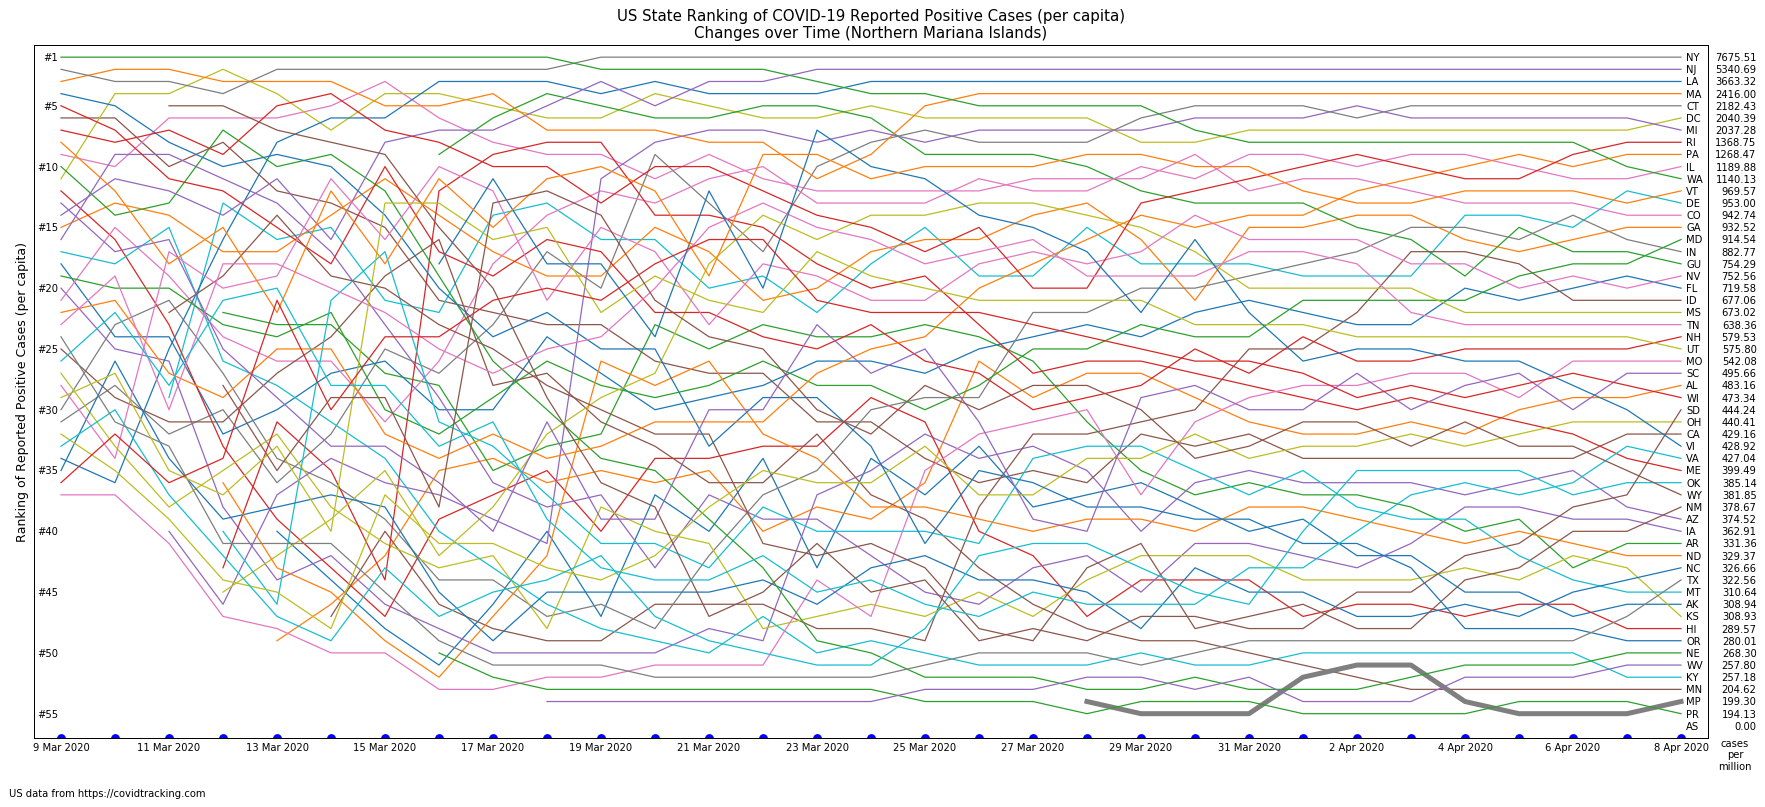 US State Ranking of COVID-19 Reported Positive Cases (per capita)
Changes over Time (Northern Mariana Islands)
Ranking of Reported Positive Cases (per capita)
#1
#5
#10
#15
#20
#25
#30
#35
#40
#45
#50
#55
NY 7675.51
NJ 5340.69
LA 3663.32
MA 2416.00
CT 2182.43
DC 2040.39
MI 2037.28
RI 1368.75
PA 1268.47
IL 1189.88
WA 1140.13
VT 969.57
DE 953.00
CO 942.74
GA 932.52
MD 914.54
IN 882.77
GU 754.29
NV 752.56
FL 719.58
ID 677.06
MS 673.02
TN 638.36
NH 579.53
UT 575.80
MO 542.08
SC 495.66
AL 483.16
WI 473.34
SD 444.24
OH 440.41
CA 429.16
VI 428.92
VA 427.04
ME 399.49
OK 385.14
WY 381.85
NM 378.67
AZ 374.52
IA 362.91
AR 331.36
ND 329.37
NC 326.66
TX 322.56
MT 310.64
AK 308.94
KS 308.93
HI 289.57
OR 280.01
NE 268.30
WV 257.80
KY 257.18
MN 204.62
MP 199.30
PR 194.13
AS 0.00
9 Mar 2020 11 Mar 2020 13 Mar 2020 15 Mar 2020 17 Mar 2020 19 Mar 2020 21 Mar 2020 23 Mar 2020 25 Mar 2020 27 Mar 2020 29 Mar 2020 31 Mar 2020 2 Apr 2020 4 Apr 2020 6 Apr 2020 8 Apr 2020
cases
per
million
US data from https://covidtracking.com